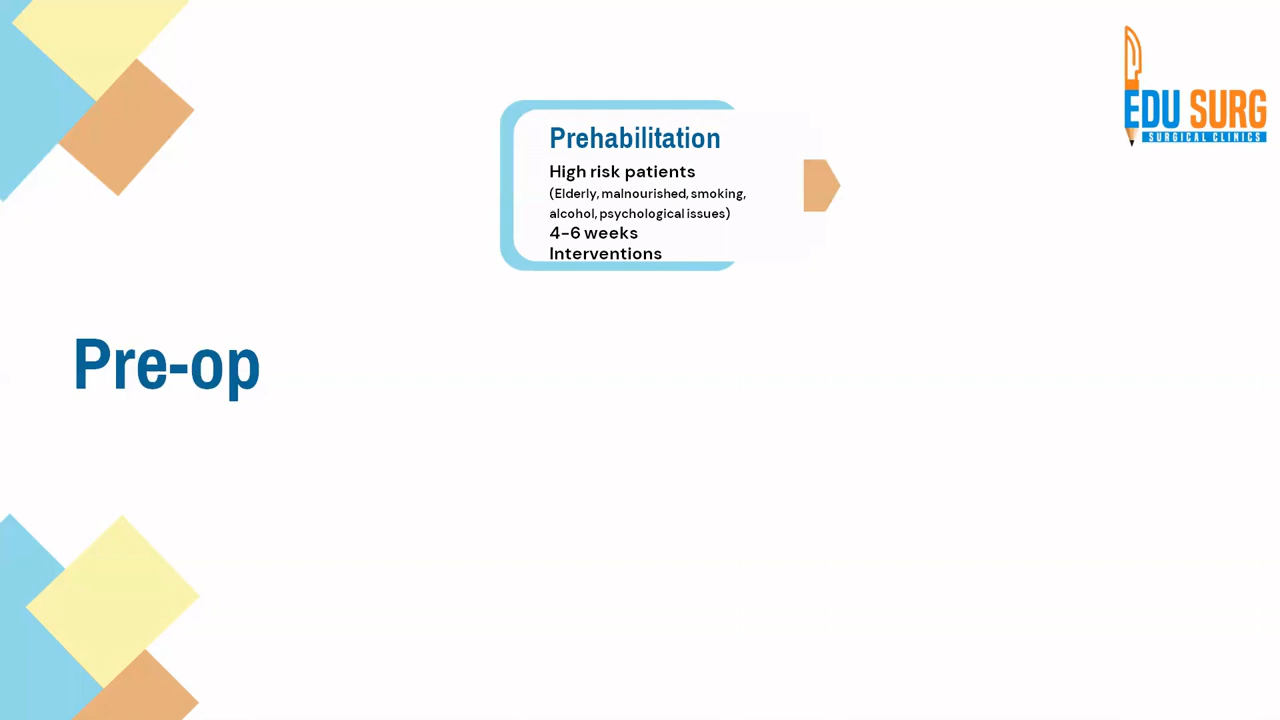 EDU SURG
SURGICAL CLINICS
Prehabilitation
High risk patients
(Elderly, malnourished, smoking,
alcohol, psychological issues)
4-6 weeks
Interventions
Pre-op